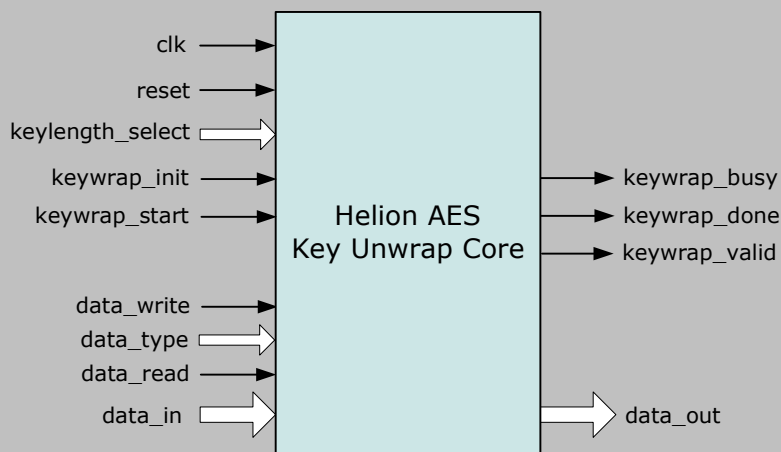 clk
reset
keylength_select
keywrap_init
keywrap_start
data_write
data_type
data_read
data_in
Helion AES
Key Unwrap Core
keywrap_busy
keywrap_done
keywrap_valid
data_out